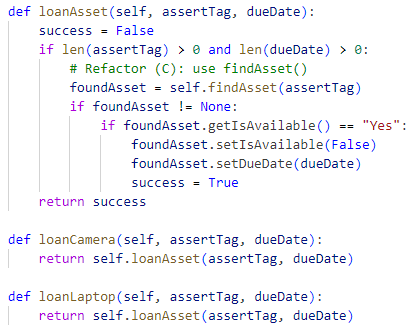 def loanAsset(self, assertTag, dueDate):
    success = False
    if len(assertTag) > 0 and len(dueDate) > 0:
        # Refactor (C): use findAsset()
        foundAsset = self.findAsset(assertTag)
        if foundAsset != None:
            if foundAsset.getIsAvailable() == "Yes":
                foundAsset.setIsAvailable(False)
                foundAsset.setDueDate(dueDate)
                success = True
    return success

def loanCamera(self, assertTag, dueDate):
    return self.loanAsset(assertTag, dueDate)

def loanLaptop(self, assertTag, dueDate):
    return self.loanAsset(assertTag, dueDate)